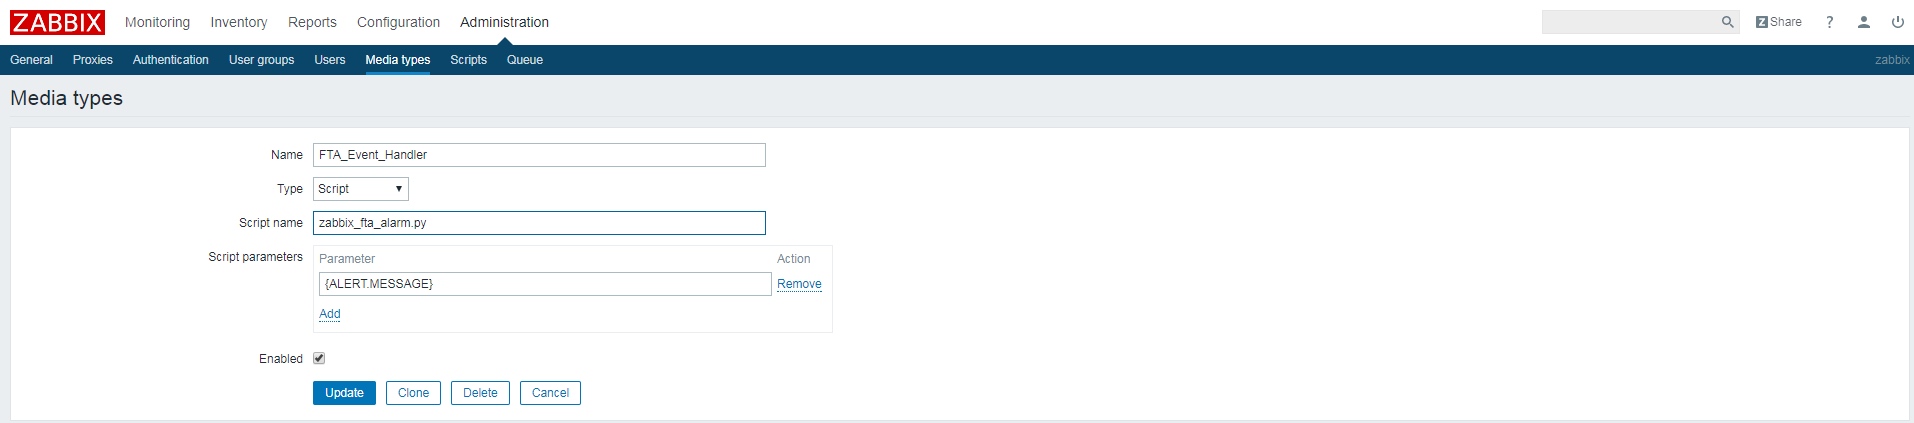 ZABBIX Monitoring Inventory Reports Configuration Administration Z Share ?
General Proxies Authentication User groups Users Media types Scripts Queue zabbix
Media types
Name FTA_Event_Handler
Type Script
Script name zabbix_fta_alarm.py
Script parameters Parameter Action
{ALERT.MESSAGE} Remove
Add
Enabled
Update Clone Delete Cancel